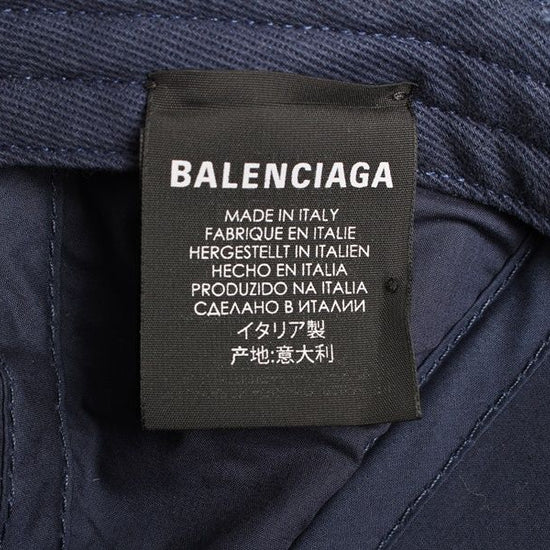 BALENCIAGA
MADE IN ITALY
FABRIQUE EN ITALIE
HERGESTELLT IN ITALIEN
HECHO EN ITALIA
PRODUZIDO NA ITALIA
СДЕЛАНО В ИТАЛИИ
イタリア製
产地:意大利